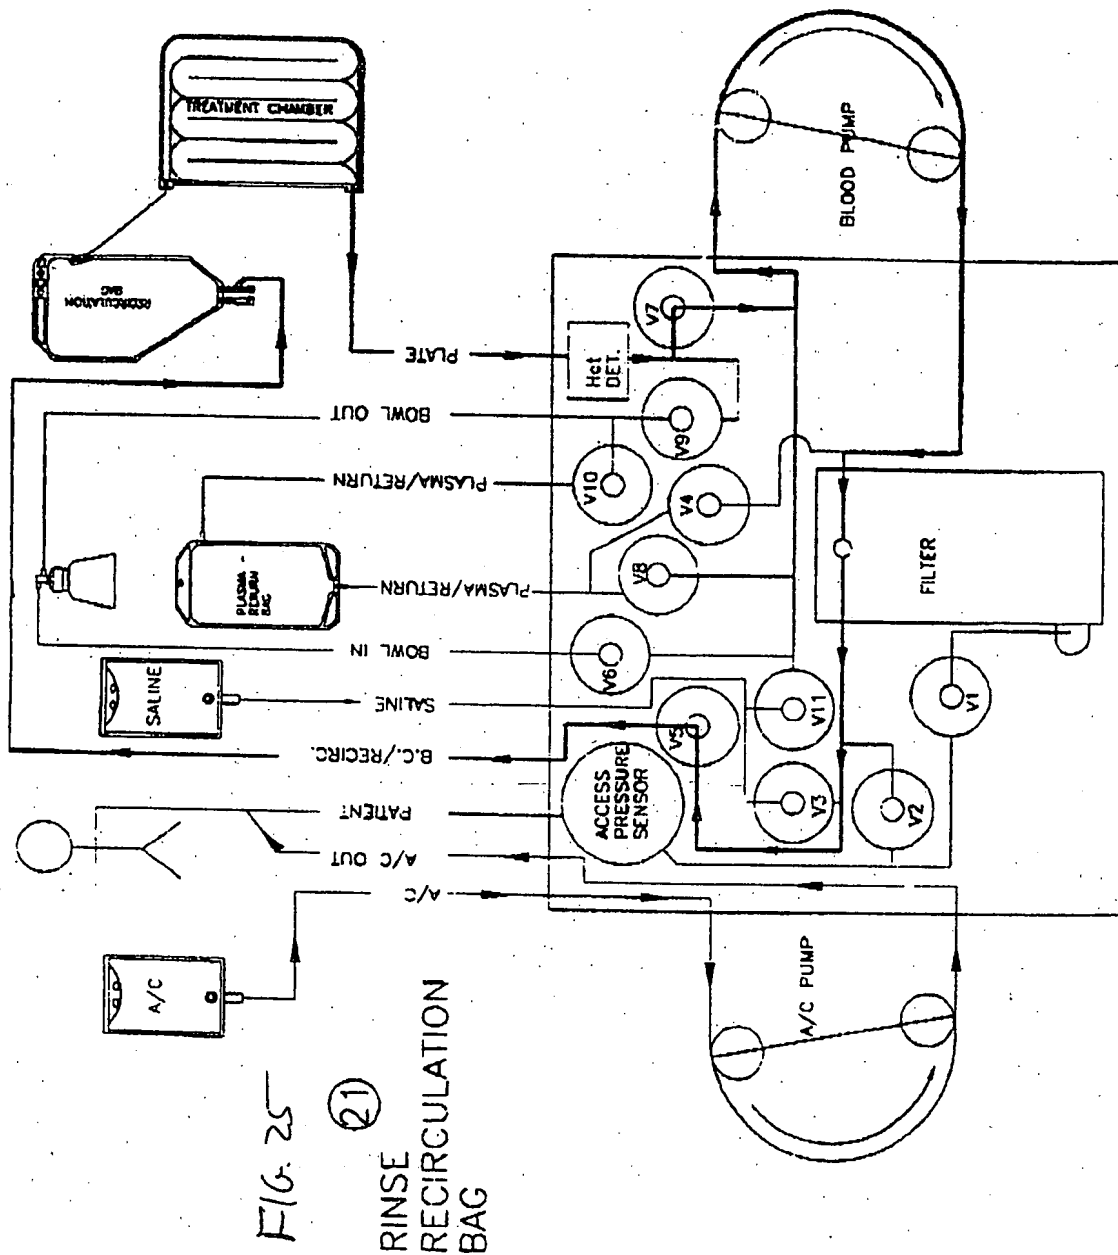 FIG. 25
21
RINSE
RECIRCULATION
BAG
A/C
SALINE
PLASMA -
RETURN
BAG
RECIRCULATION
BAG
TREATMENT CHAMBER
A/C
A/C OUT
PATIENT
B.C./RECIRC.
SALINE
BOWL IN
PLASMA/RETURN
PLASMA/RETURN
BOWL OUT
PLATE
ACCESS
PRESSURE
SENSOR
V5
V6
V8
V4
V10
V9
Hct
DET.
V7
V3
V11
V2
V1
FILTER
A/C PUMP
BLOOD PUMP